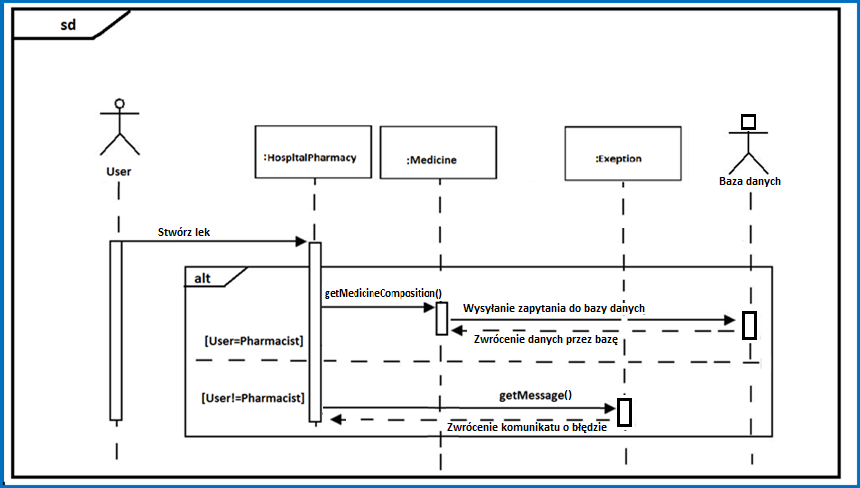 sd
User
:HospitalPharmacy
:Medicine
:Exeption
Baza danych
Stwórz lek
alt
getMedicineComposition()
Wysyłanie zapytania do bazy danych
Zwrócenie danych przez bazę
[User=Pharmacist]
[User!=Pharmacist]
getMessage()
Zwrócenie komunikatu o błędzie